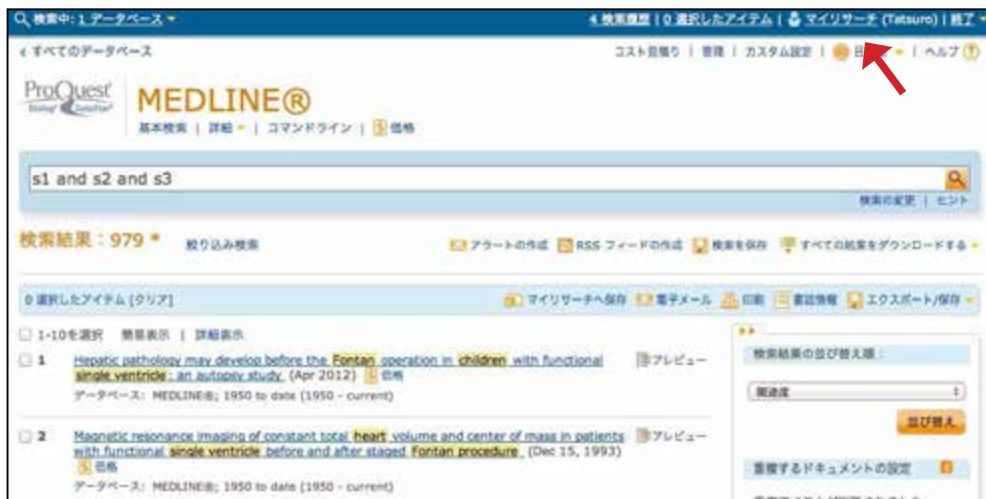 検索中: 1 データベース
4 検索履歴 | 0 選択したアイテム | マイリサーチ (Tatsuro) | 終了
すべてのデータベース
コスト見積り | 管理 | カスタム設定 | | ヘルプ ?
ProQuest
MEDLINE®
基本検索 | 詳細 | コマンドライン | $ 価格
s1 and s2 and s3
検索の変更 | ヒント
検索結果：979 * 絞り込み検索
アラートの作成 RSS フィードの作成 検索を保存 すべての結果をダウンロードする
0 選択したアイテム [クリア]
マイリサーチへ保存 電子メール 印刷 書誌情報 エクスポート/保存
1-10を選択 簡易表示 | 詳細表示
1 Hepatic pathology may develop before the Fontan operation in children with functional プレビュー
single ventricle: an autopsy study. (Apr 2012) $ 価格
データベース: MEDLINE®; 1950 to date (1950 - current)
2 Magnetic resonance imaging of constant total heart volume and center of mass in patients プレビュー
with functional single ventricle before and after staged Fontan procedure. (Dec 15, 1993)
$ 価格
データベース: MEDLINE®; 1950 to date (1950 - current)
検索結果の並び替え順：
関連度
並び替え
重複するドキュメントの設定